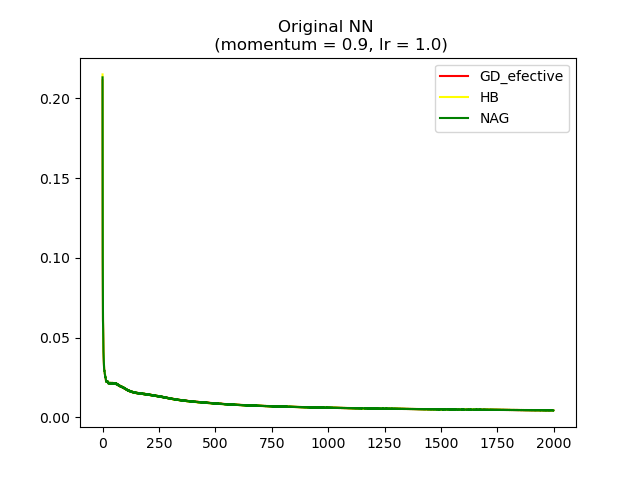 Original NN
(momentum = 0.9, lr = 1.0)
GD_efective
HB
NAG
0.20
0.15
0.10
0.05
0.00
0 250 500 750 1000 1250 1500 1750 2000